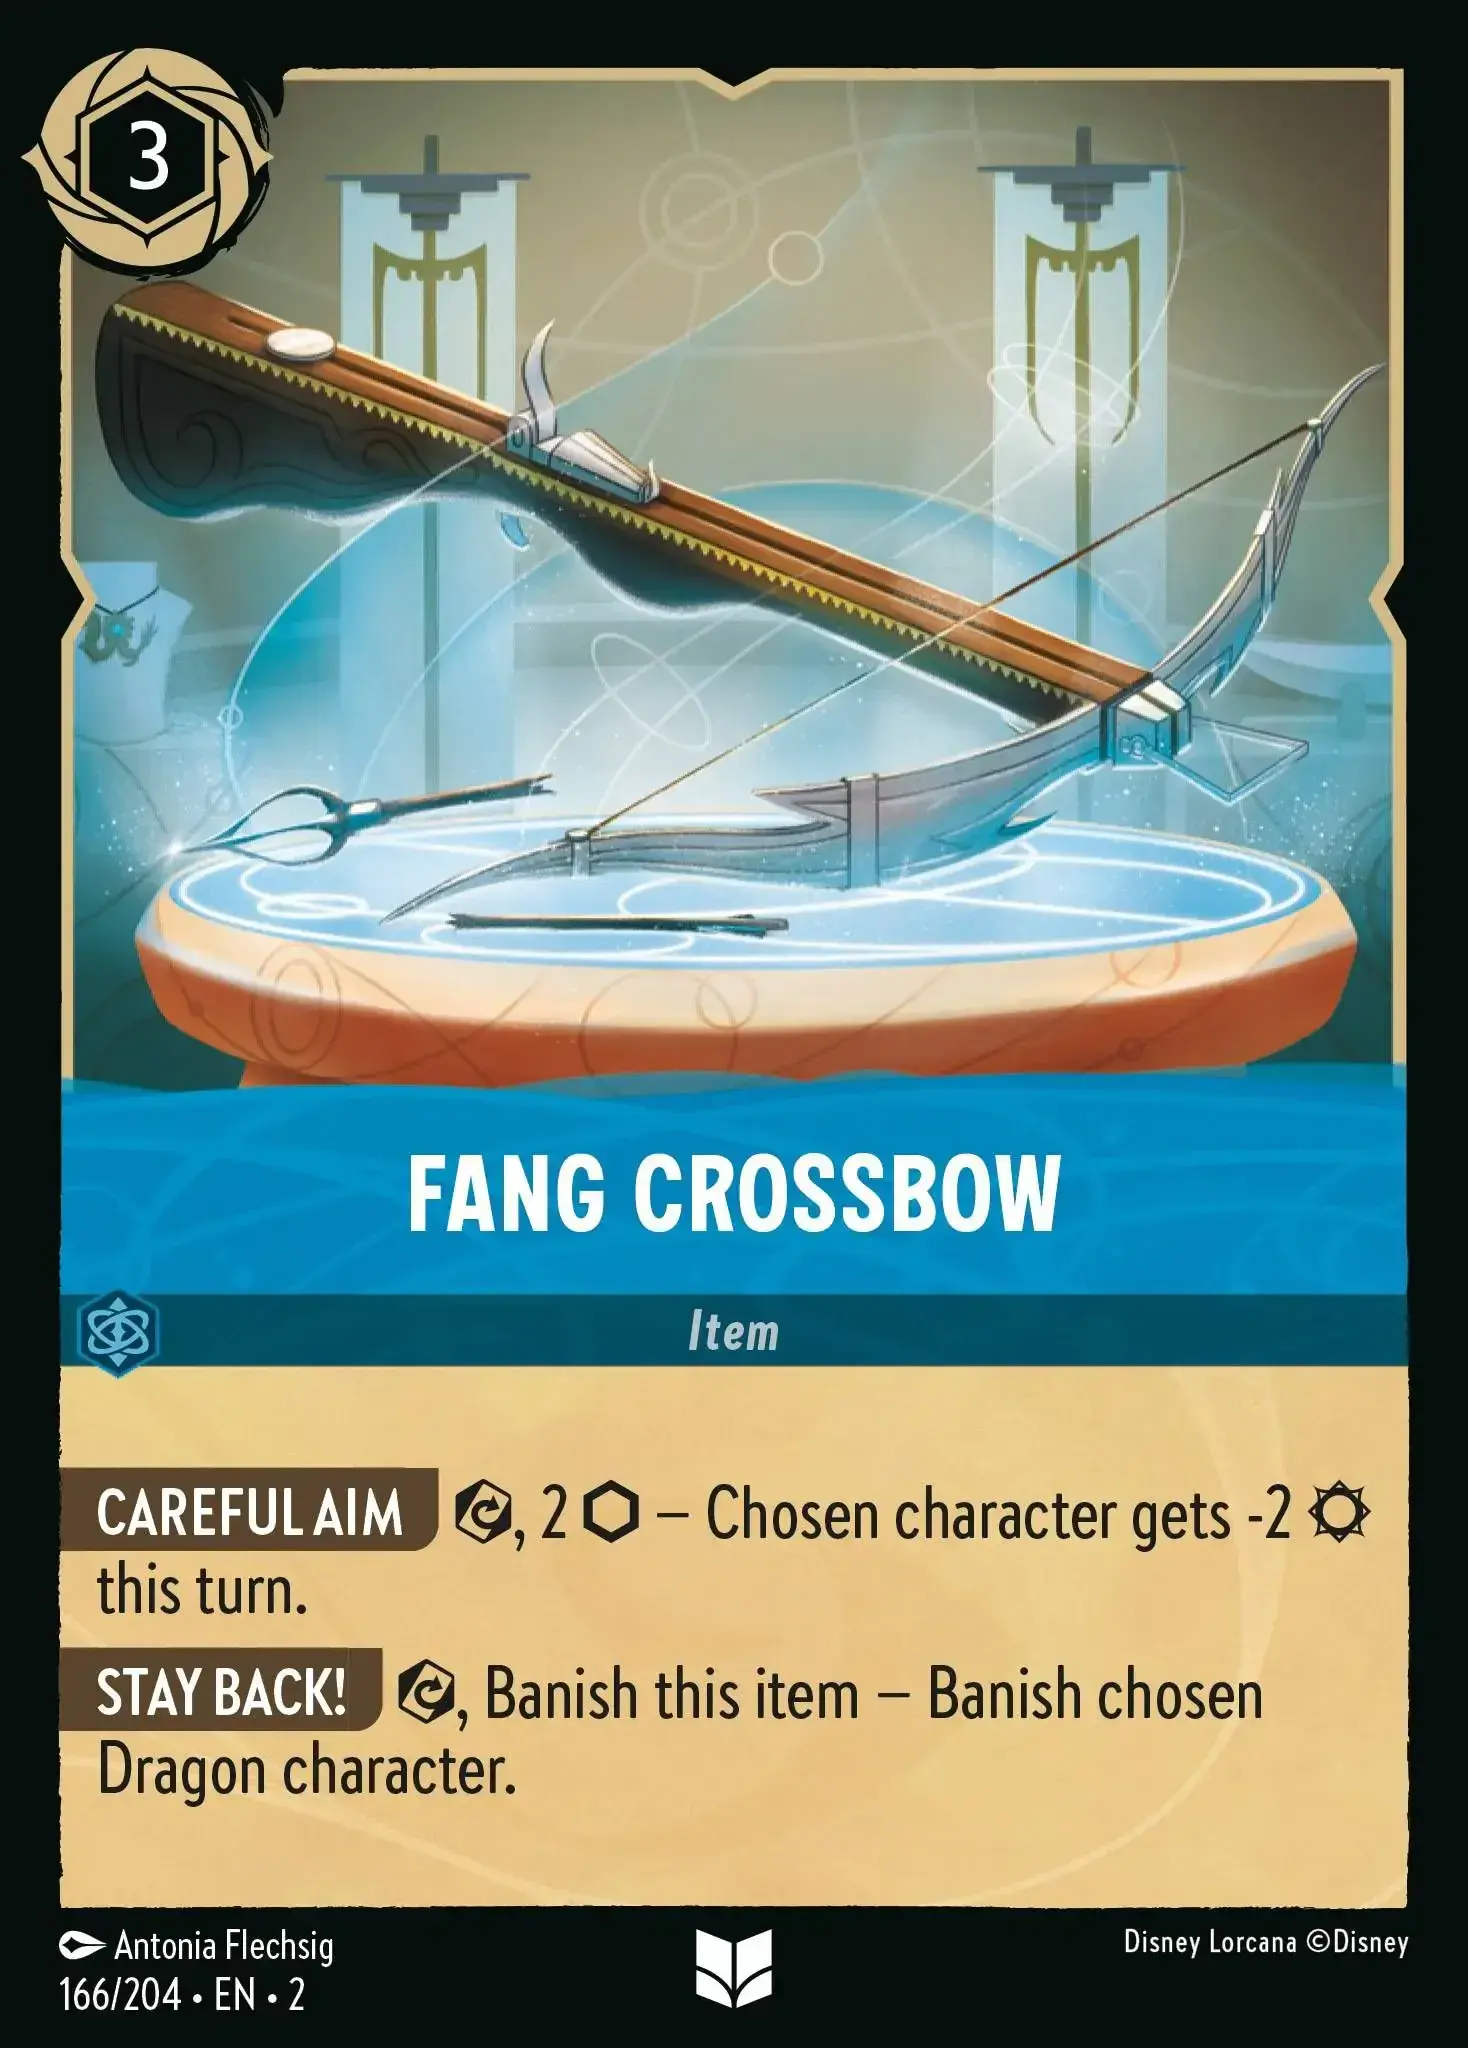 3
FANG CROSSBOW
Item
CAREFUL AIM , 2 – Chosen character gets -2
this turn.
STAY BACK! , Banish this item – Banish chosen
Dragon character.
Antonia Flechsig
166/204 • EN • 2
Disney Lorcana ©Disney